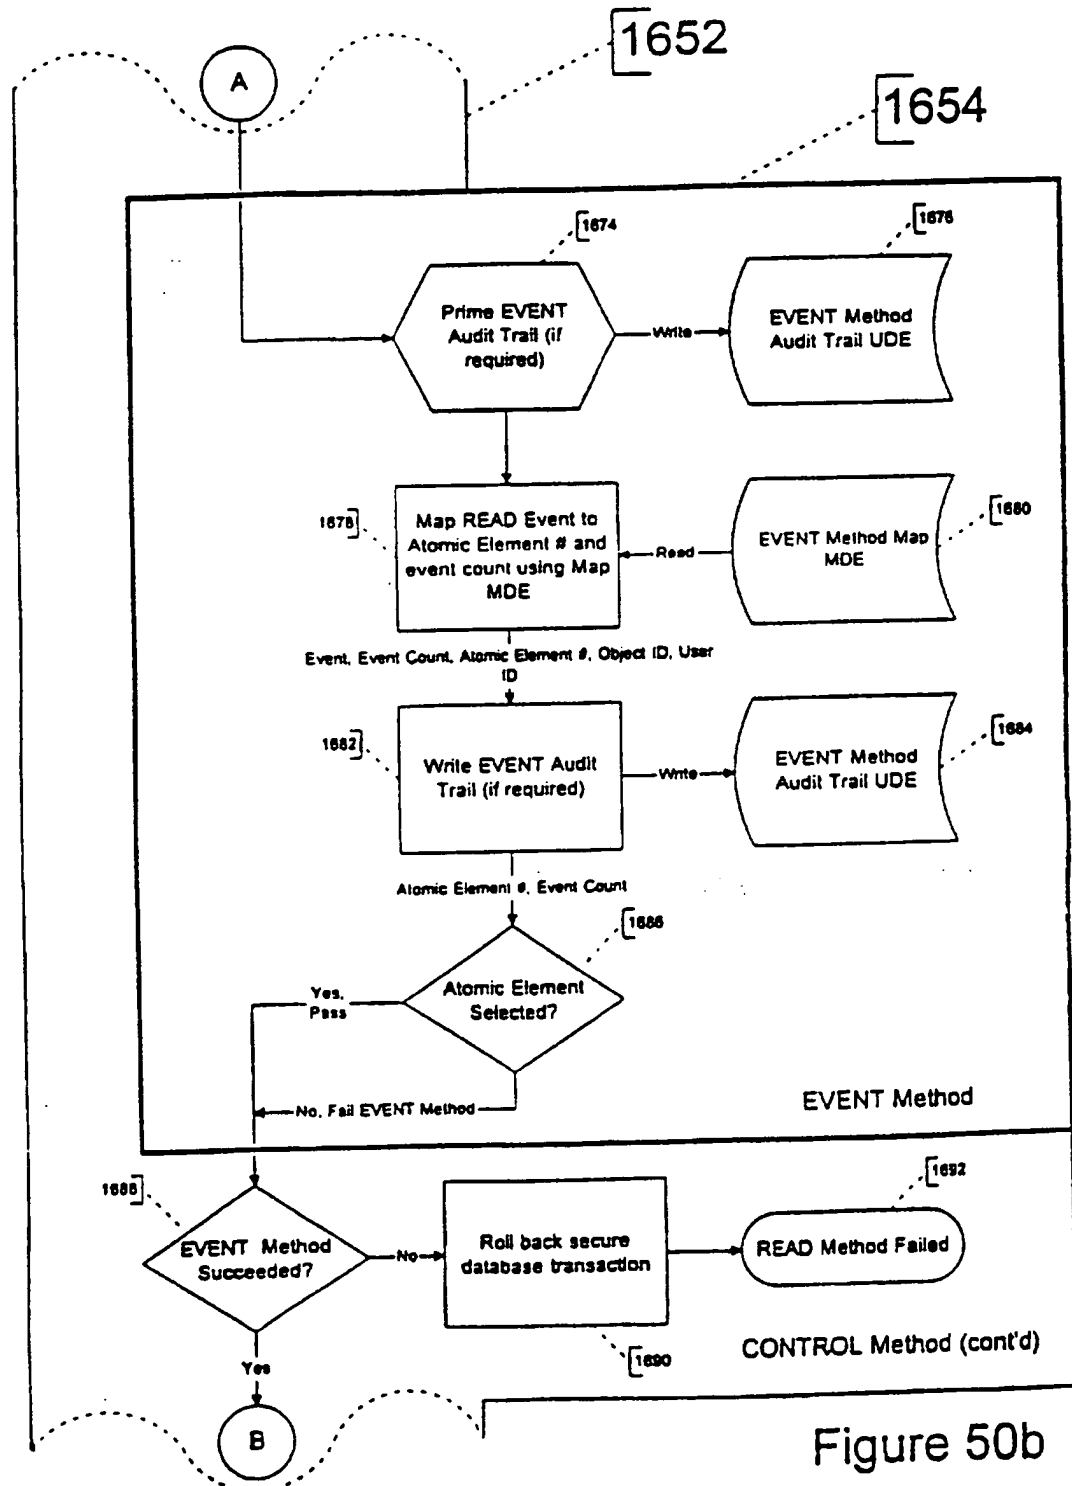 1652
A
1654
1674
1676
Prime EVENT
Audit Trail (if
required)
Write
EVENT Method
Audit Trail UDE
1678
Map READ Event to
Atomic Element # and
event count using Map
MDE
Read
EVENT Method Map
MDE
1680
Event, Event Count, Atomic Element #, Object ID, User
ID
1682
Write EVENT Audit
Trail (if required)
Write
EVENT Method
Audit Trail UDE
1684
Atomic Element #, Event Count
1686
Yes,
Pass
Atomic Element
Selected?
No, Fail EVENT Method
EVENT Method
1688
EVENT Method
Succeeded?
No
Roll back secure
database transaction
1692
READ Method Failed
1690
CONTROL Method (cont'd)
Yes
B
Figure 50b